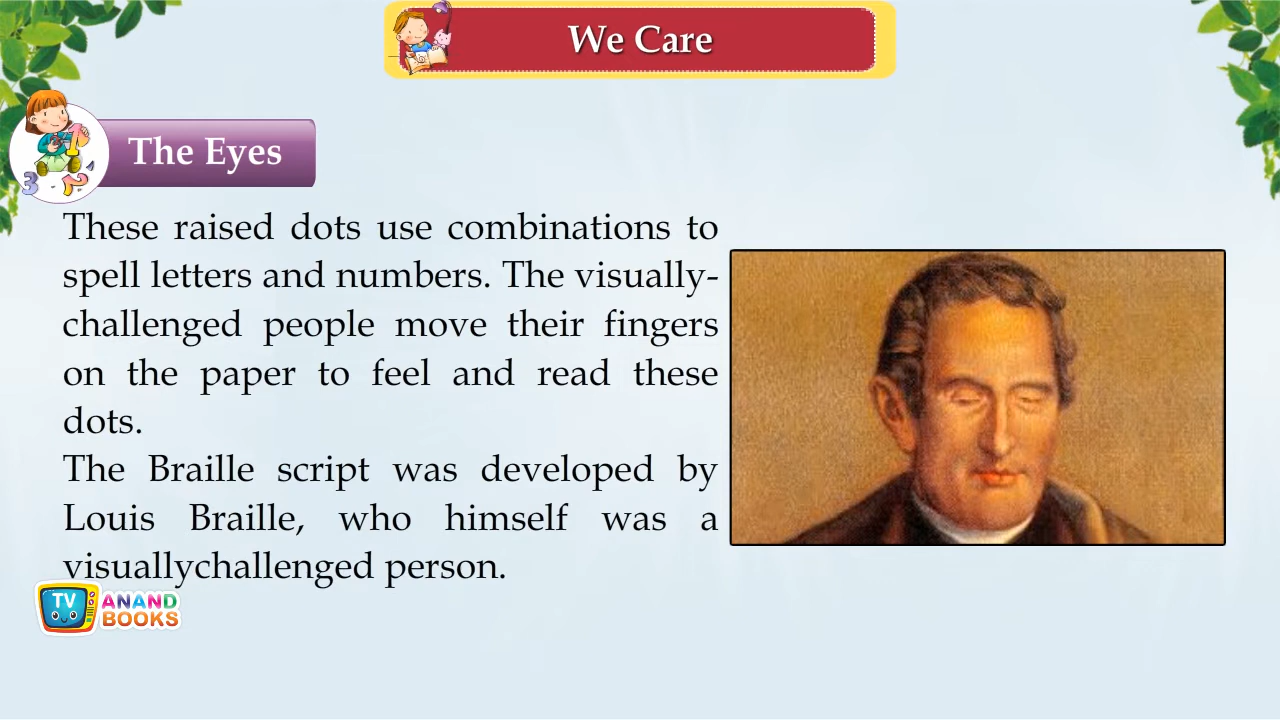 We Care
The Eyes
These raised dots use combinations to
spell letters and numbers. The visually-
challenged people move their fingers
on the paper to feel and read these
dots.
The Braille script was developed by
Louis Braille, who himself was a
visuallychallenged person.
TV ANAND
BOOKS